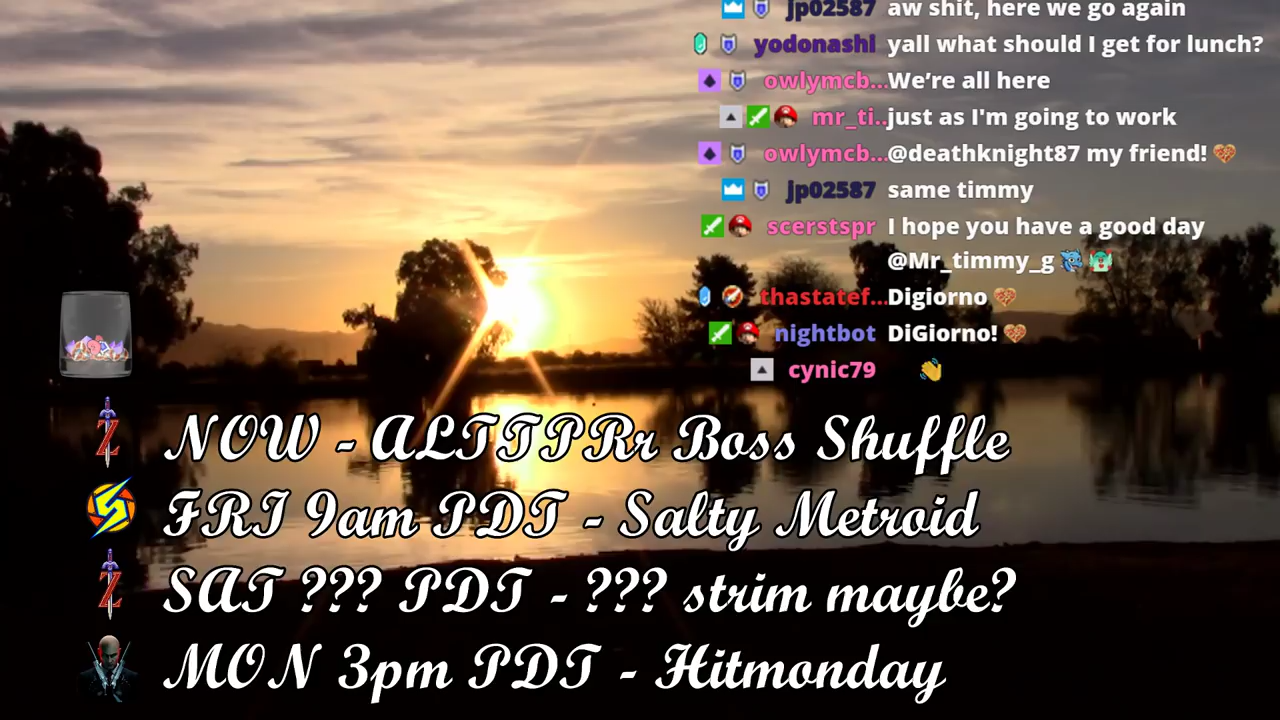 jp02587 aw shit, here we go again
yodonashi yall what should I get for lunch?
owlymcb... We're all here
mr_ti.. just as I'm going to work
owlymcb... @deathknight87 my friend!
jp02587 same timmy
scerstspr I hope you have a good day
@Mr_timmy_g
thastatef... Digiorno
nightbot DiGiorno!
cynic79
NOW - ALTTPRr Boss Shuffle
FRI 9am PDT - Salty Metroid
SAT ??? PDT - ??? strim maybe?
MON 3pm PDT - Hitmonday